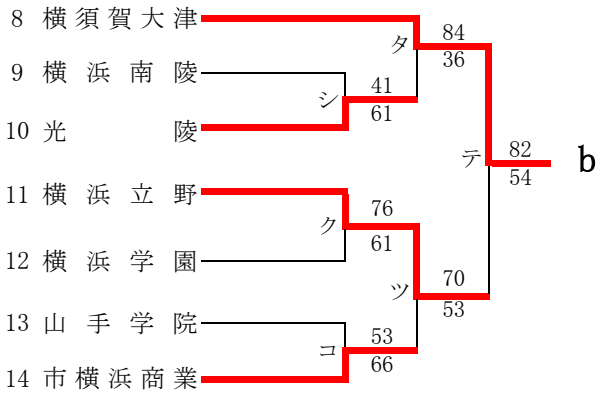 8 横須賀大津
84
タ
36
9 横浜南陵
41
シ
61
10 光陵
82
テ
b
54
11 横浜立野
76
ク
61
12 横浜学園
70
ツ
53
13 山手学院
53
コ
66
14 市横浜商業